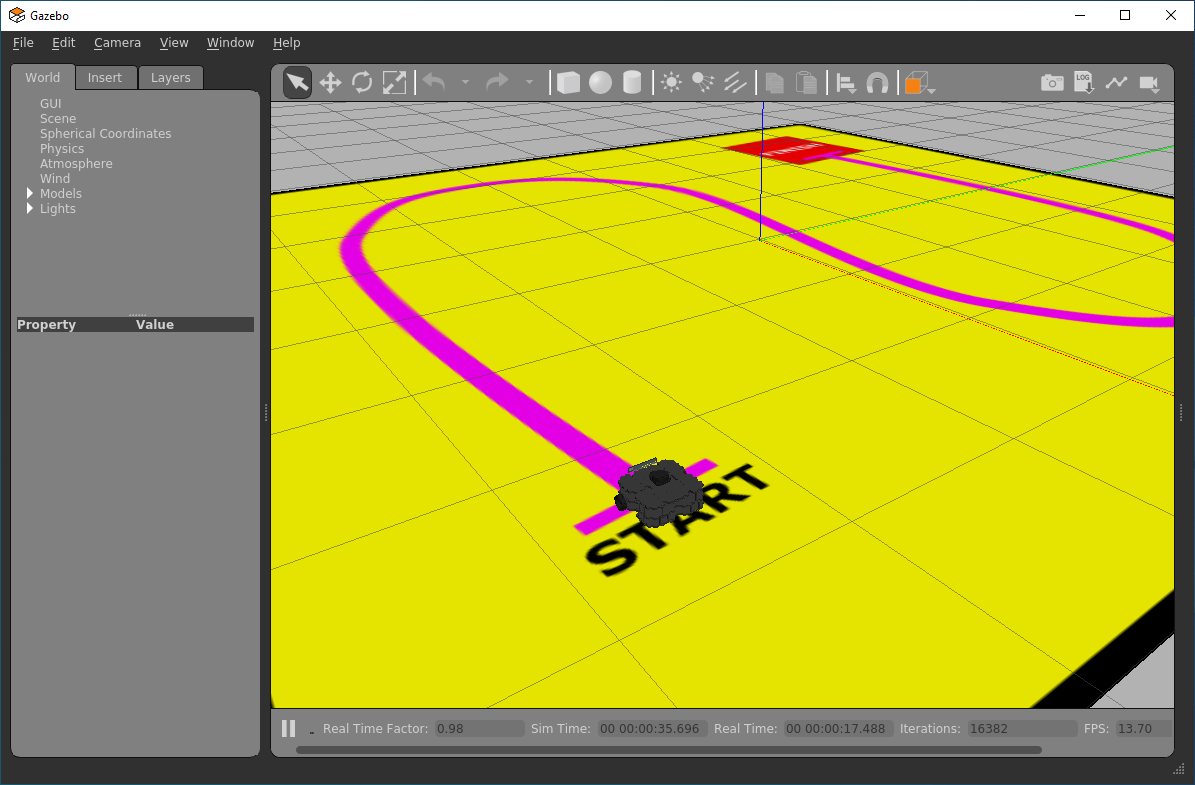 Gazebo
File Edit Camera View Window Help
World Insert Layers
GUI
Scene
Spherical Coordinates
Physics
Atmosphere
Wind
Models
Lights
Property Value
LOG
START
Real Time Factor: 0.98 Sim Time: 00 00:00:35.696 Real Time: 00 00:00:17.488 Iterations: 16382 FPS: 13.70